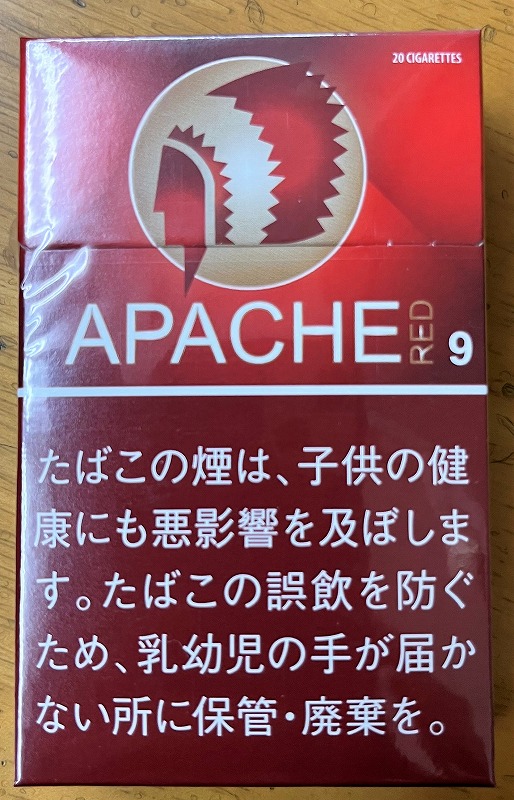 20 CIGARETTES
APACHE RED 9
たばこの煙は、子供の健
康にも悪影響を及ぼしま
す。たばこの誤飲を防ぐ
ため、乳幼児の手が届か
ない所に保管・廃棄を。